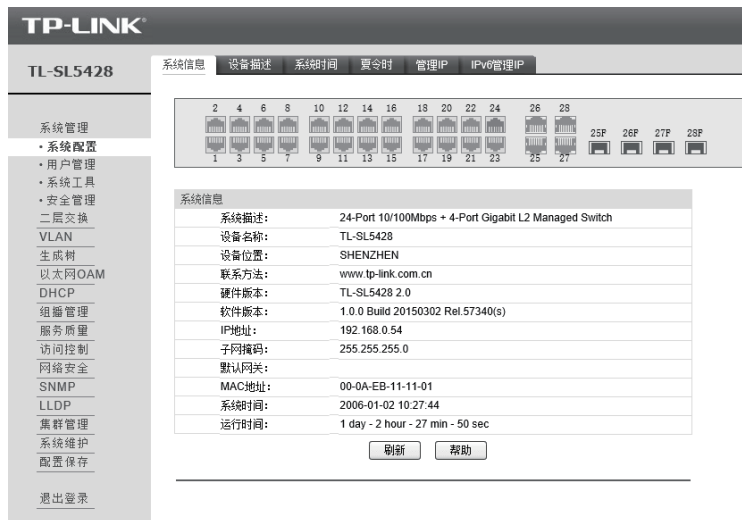 TP-LINK®
TL-SL5428
系统信息 设备描述 系统时间 夏令时 管理IP IPv6管理IP
2 4 6 8 10 12 14 16 18 20 22 24 26 28
25F 26F 27F 28F
1 3 5 7 9 11 13 15 17 19 21 23 25 27
系统管理
·系统配置
·用户管理
·系统工具
·安全管理
二层交换
VLAN
生成树
以太网OAM
DHCP
组播管理
服务质量
访问控制
网络安全
SNMP
LLDP
集群管理
系统维护
配置保存
退出登录
系统信息
系统描述: 24-Port 10/100Mbps + 4-Port Gigabit L2 Managed Switch
设备名称: TL-SL5428
设备位置: SHENZHEN
联系方法: www.tp-link.com.cn
硬件版本: TL-SL5428 2.0
软件版本: 1.0.0 Build 20150302 Rel.57340(s)
IP地址: 192.168.0.54
子网掩码: 255.255.255.0
默认网关:
MAC地址: 00-0A-EB-11-11-01
系统时间: 2006-01-02 10:27:44
运行时间: 1 day - 2 hour - 27 min - 50 sec
刷新 帮助